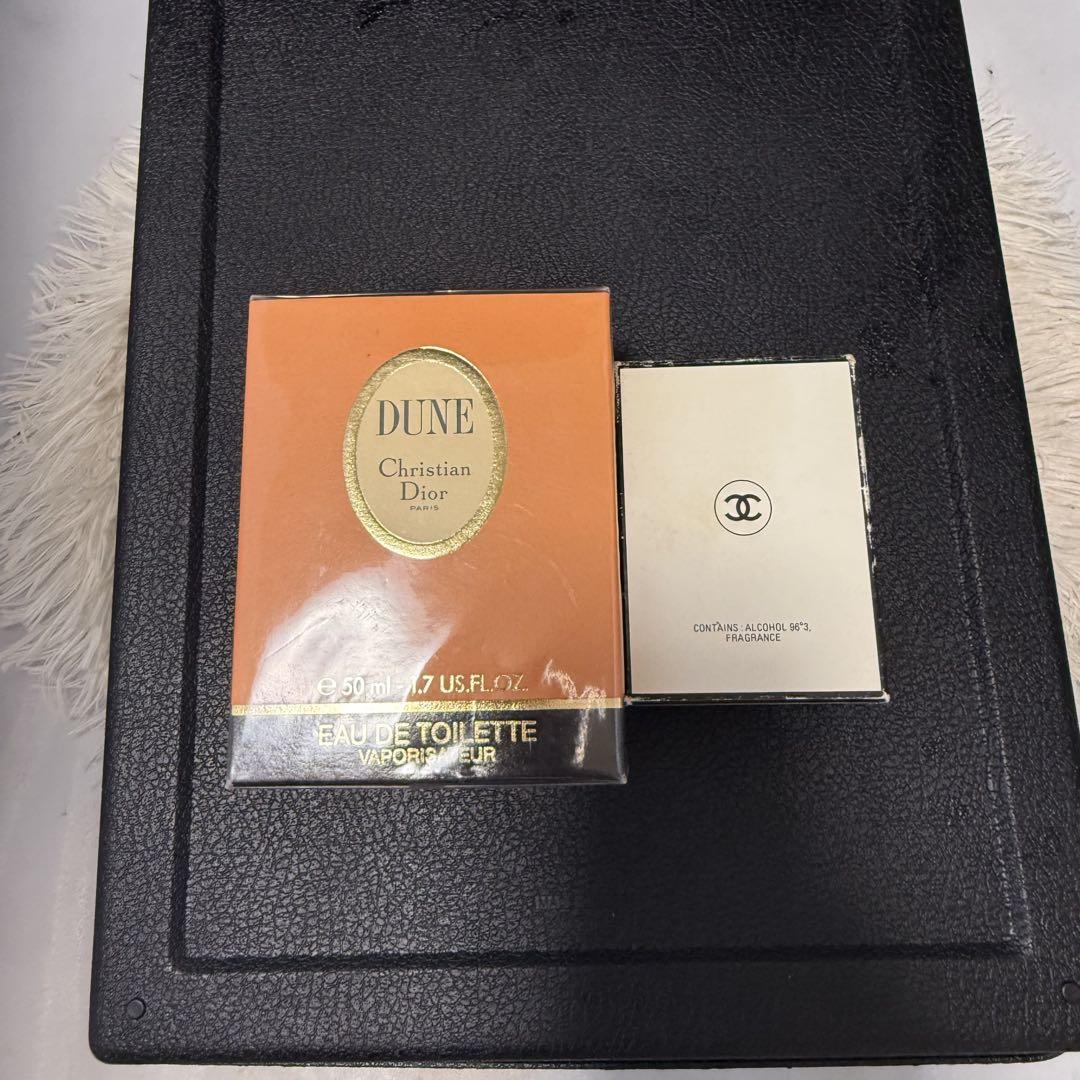 DUNE
Christian
Dior
PARIS
e 50 ml - 1.7 US.FL.OZ.
EAU DE TOILETTE
VAPORISATEUR
CONTAINS : ALCOHOL 96°3,
FRAGRANCE